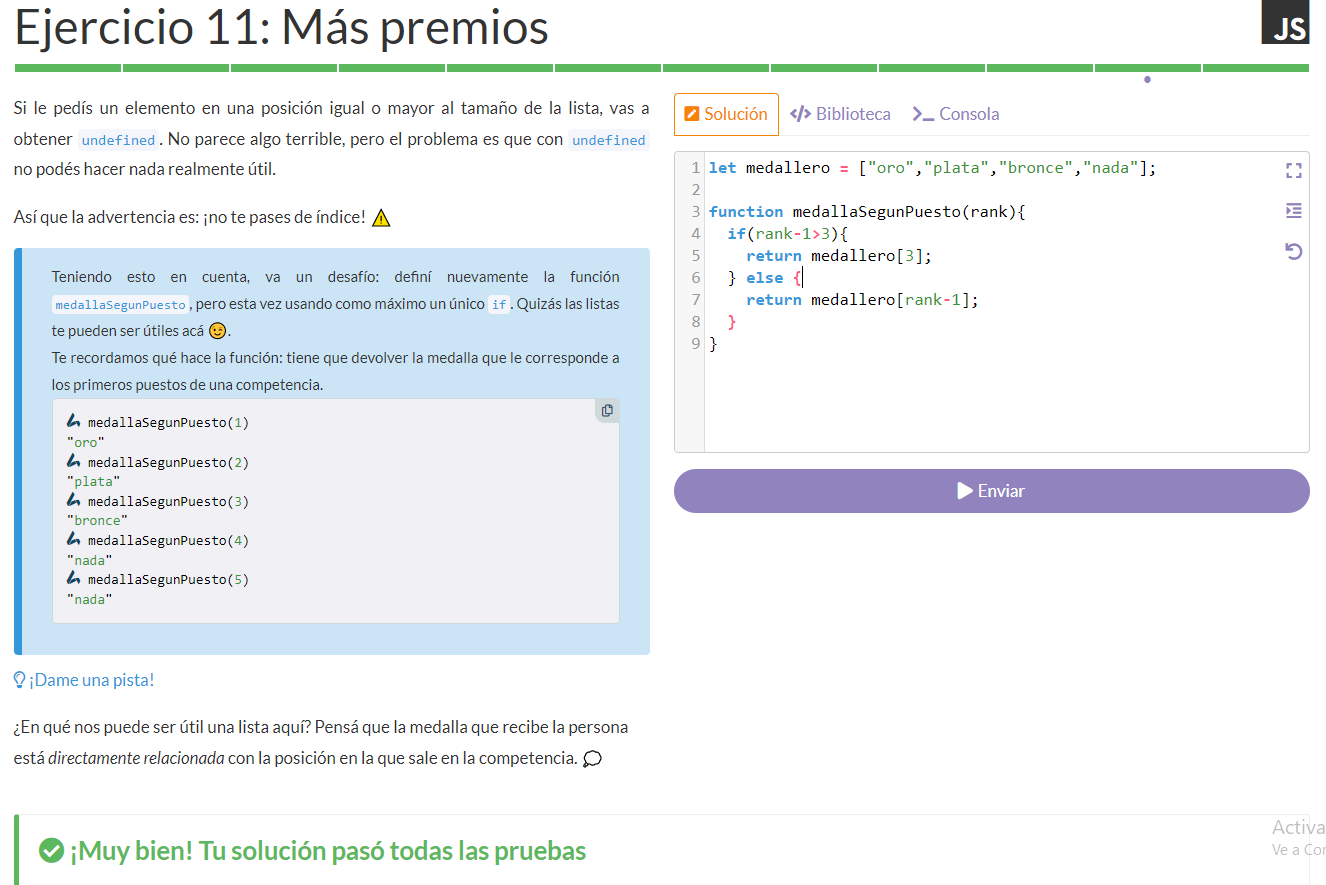 Ejercicio 11: Más premios
JS
Si le pedís un elemento en una posición igual o mayor al tamaño de la lista, vas a
obtener undefined. No parece algo terrible, pero el problema es que con undefined
no podés hacer nada realmente útil.
Así que la advertencia es: ¡no te pases de índice! ⚠️
Teniendo esto en cuenta, va un desafío: definí nuevamente la función
medallaSegunPuesto, pero esta vez usando como máximo un único if. Quizás las listas
te pueden ser útiles acá 😉.
Te recordamos qué hace la función: tiene que devolver la medalla que le corresponde a
los primeros puestos de una competencia.
medallaSegunPuesto(1)
"oro"
medallaSegunPuesto(2)
"plata"
medallaSegunPuesto(3)
"bronce"
medallaSegunPuesto(4)
"nada"
medallaSegunPuesto(5)
"nada"
¡Dame una pista!
¿En qué nos puede ser útil una lista aquí? Pensá que la medalla que recibe la persona
está directamente relacionada con la posición en la que sale en la competencia. 💭
Solución
Biblioteca
Consola
1 let medallero = ["oro","plata","bronce","nada"];
2
3 function medallaSegunPuesto(rank){
4 if(rank-1>3){
5 return medallero[3];
6 } else {
7 return medallero[rank-1];
8 }
9 }
Enviar
¡Muy bien! Tu solución pasó todas las pruebas
Activa
Ve a Cor